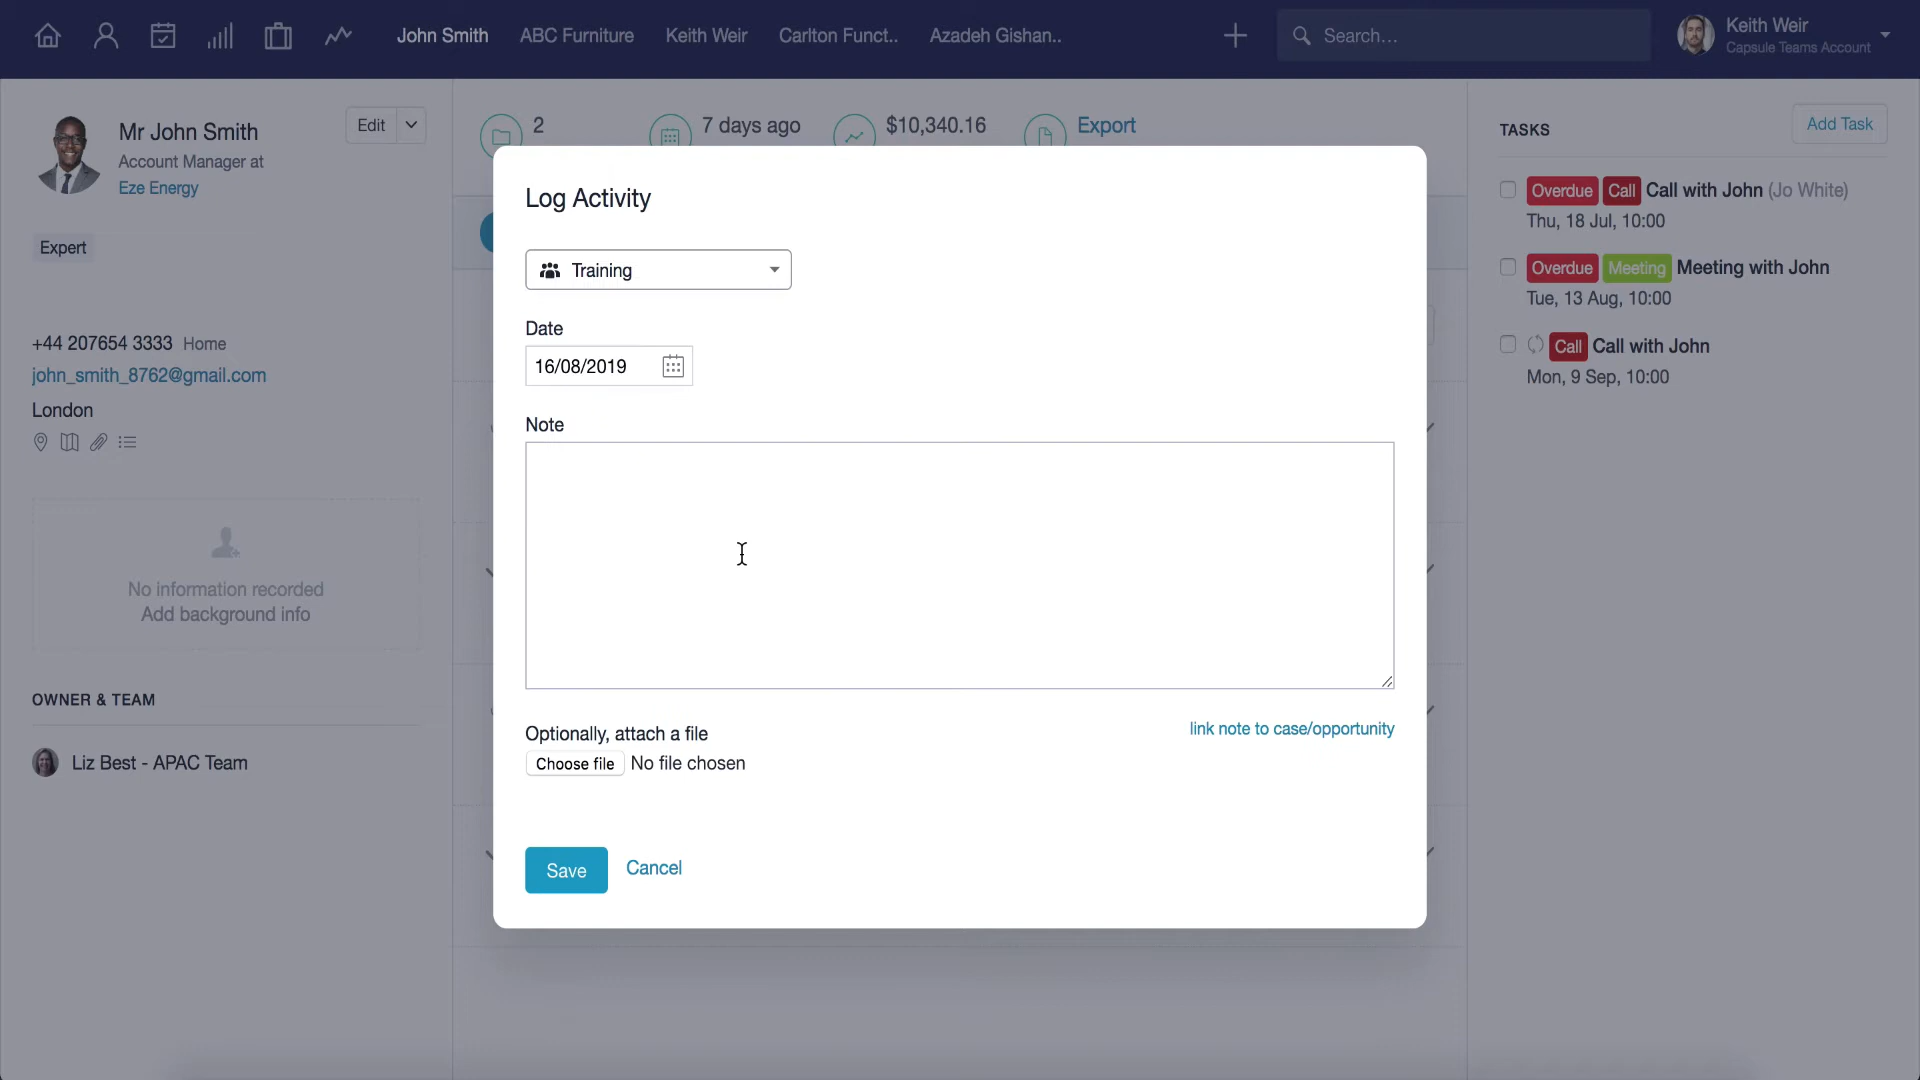 John Smith
ABC Furniture
Keith Weir
Carlton Funct..
Azadeh Gishan..
Search...
Keith Weir
Capsule Teams Account
Mr John Smith
Account Manager at
Eze Energy
Edit
Expert
+44 207654 3333 Home
john_smith_8762@gmail.com
London
No information recorded
Add background info
OWNER & TEAM
Liz Best - APAC Team
2
7 days ago
$10,340.16
Export
Log Activity
Training
Date
16/08/2019
Note
Optionally, attach a file
link note to case/opportunity
Choose file No file chosen
Save
Cancel
TASKS
Add Task
Overdue Call Call with John (Jo White)
Thu, 18 Jul, 10:00
Overdue Meeting Meeting with John
Tue, 13 Aug, 10:00
Call Call with John
Mon, 9 Sep, 10:00